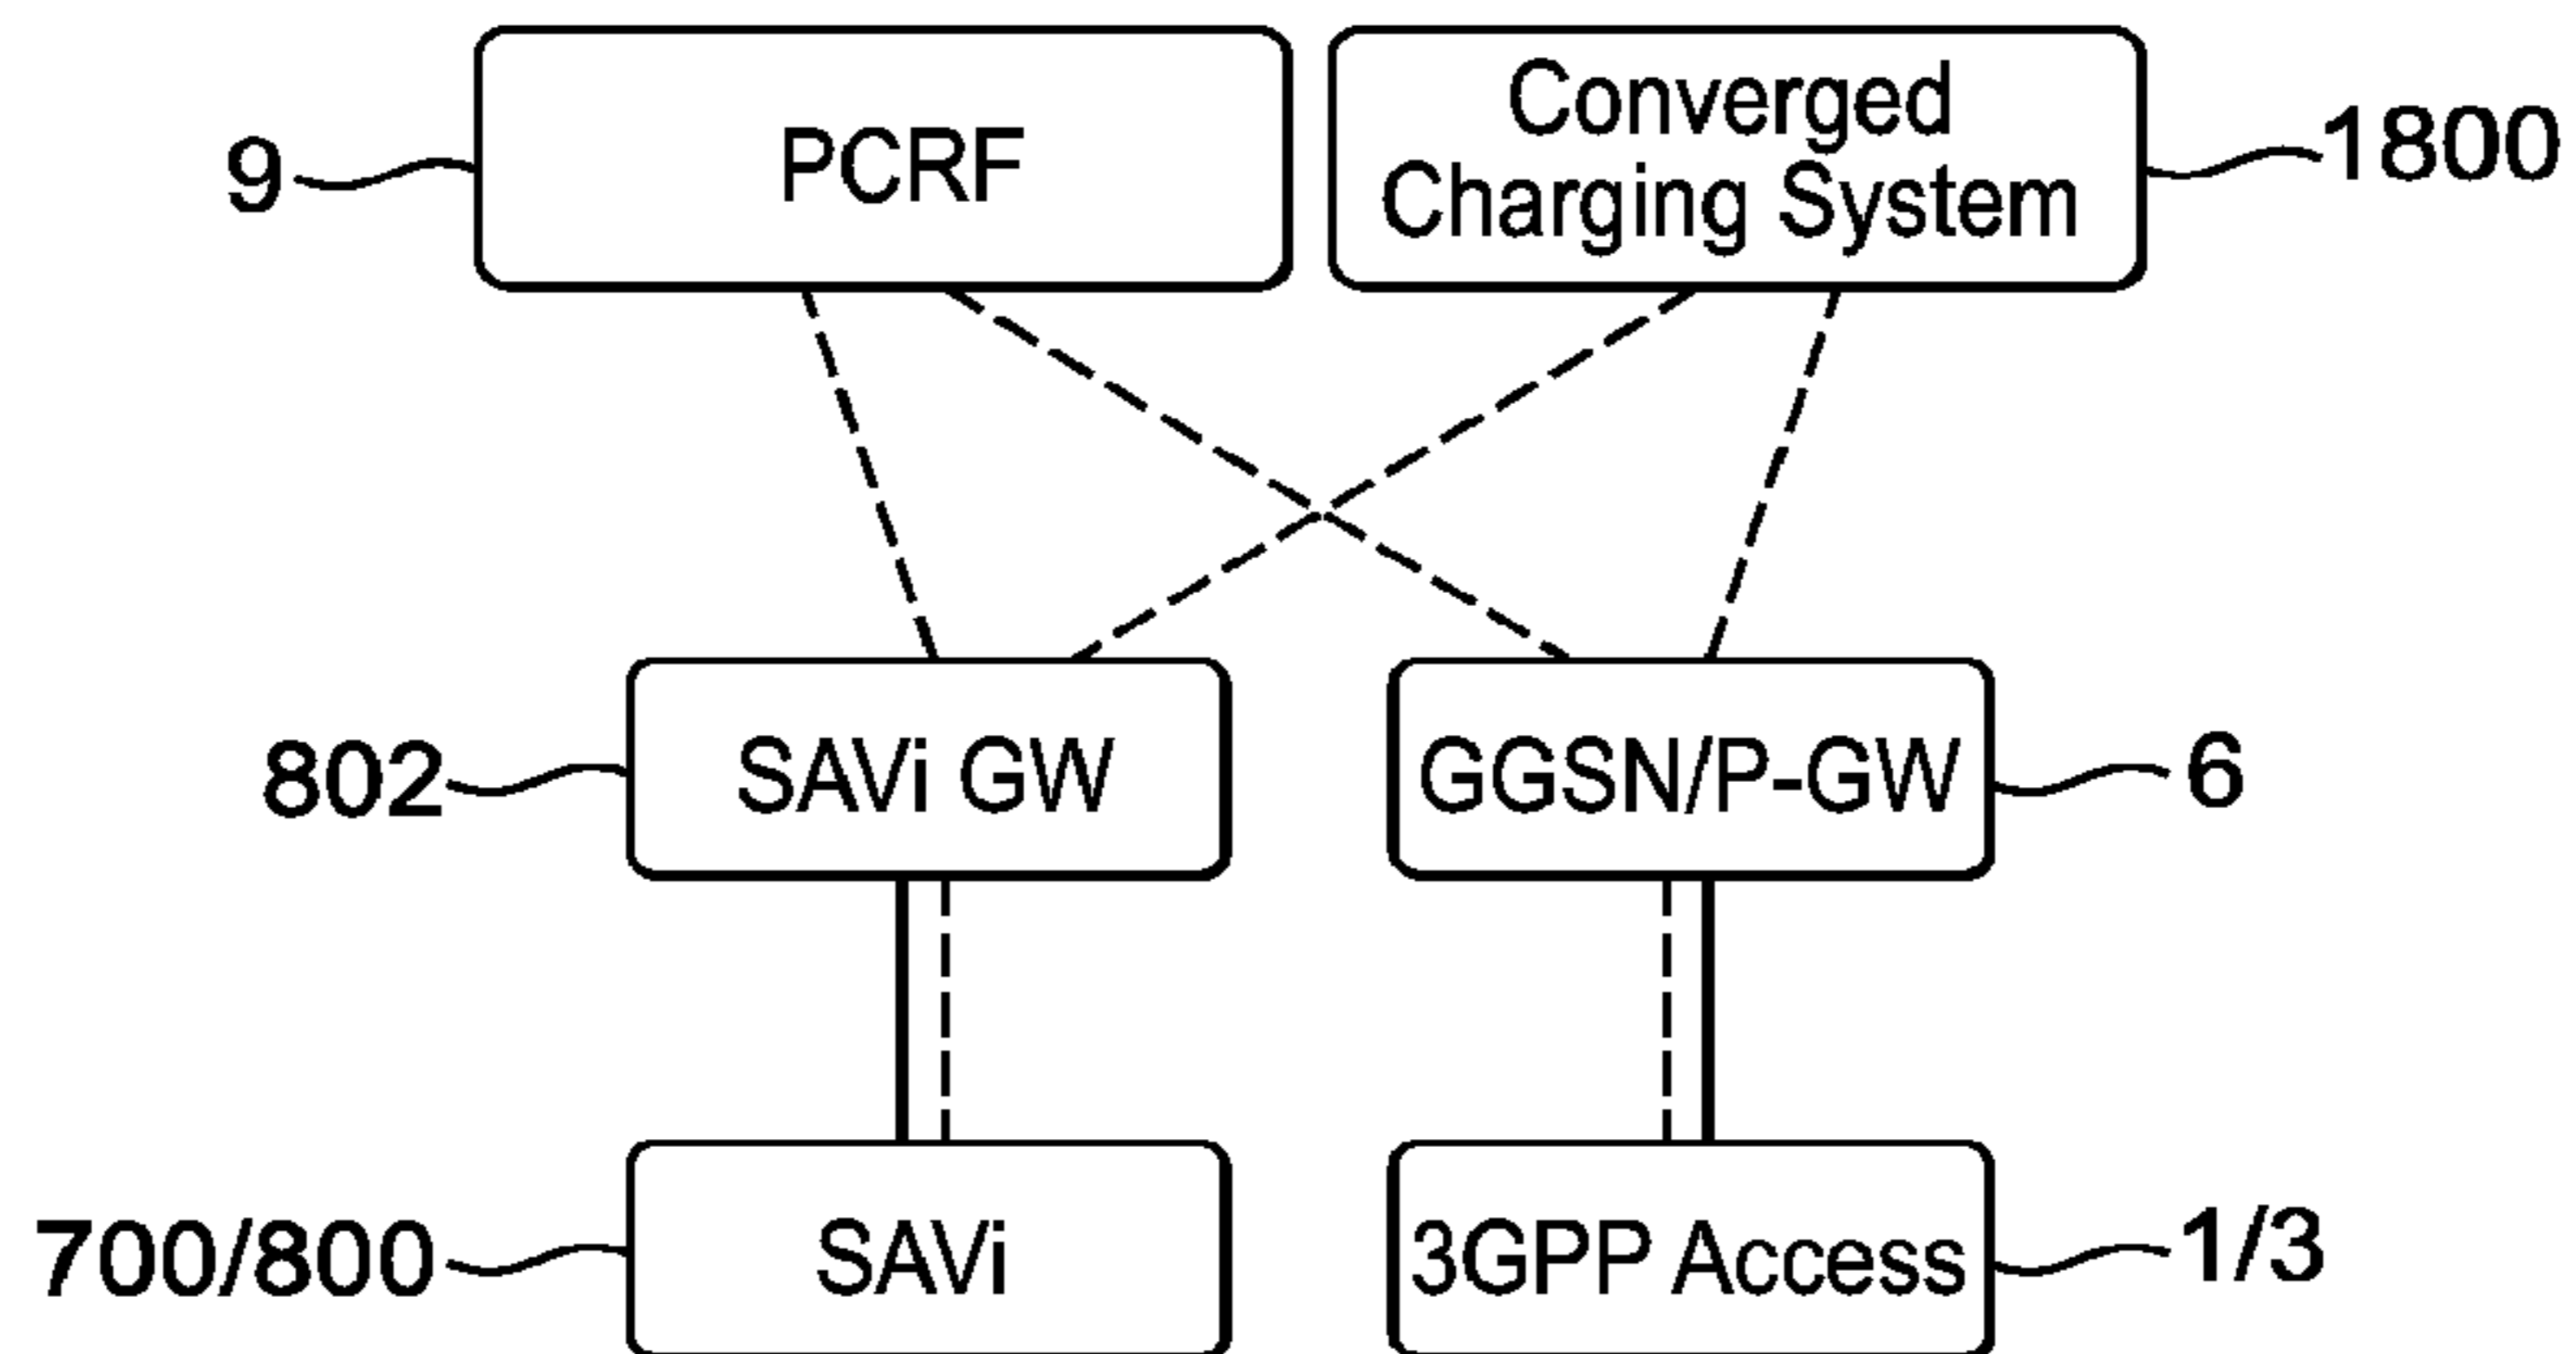 PCRF
Converged
Charging System
9
1800
SAVi GW
GGSN/P-GW
802
6
SAVi
3GPP Access
700/800
1/3